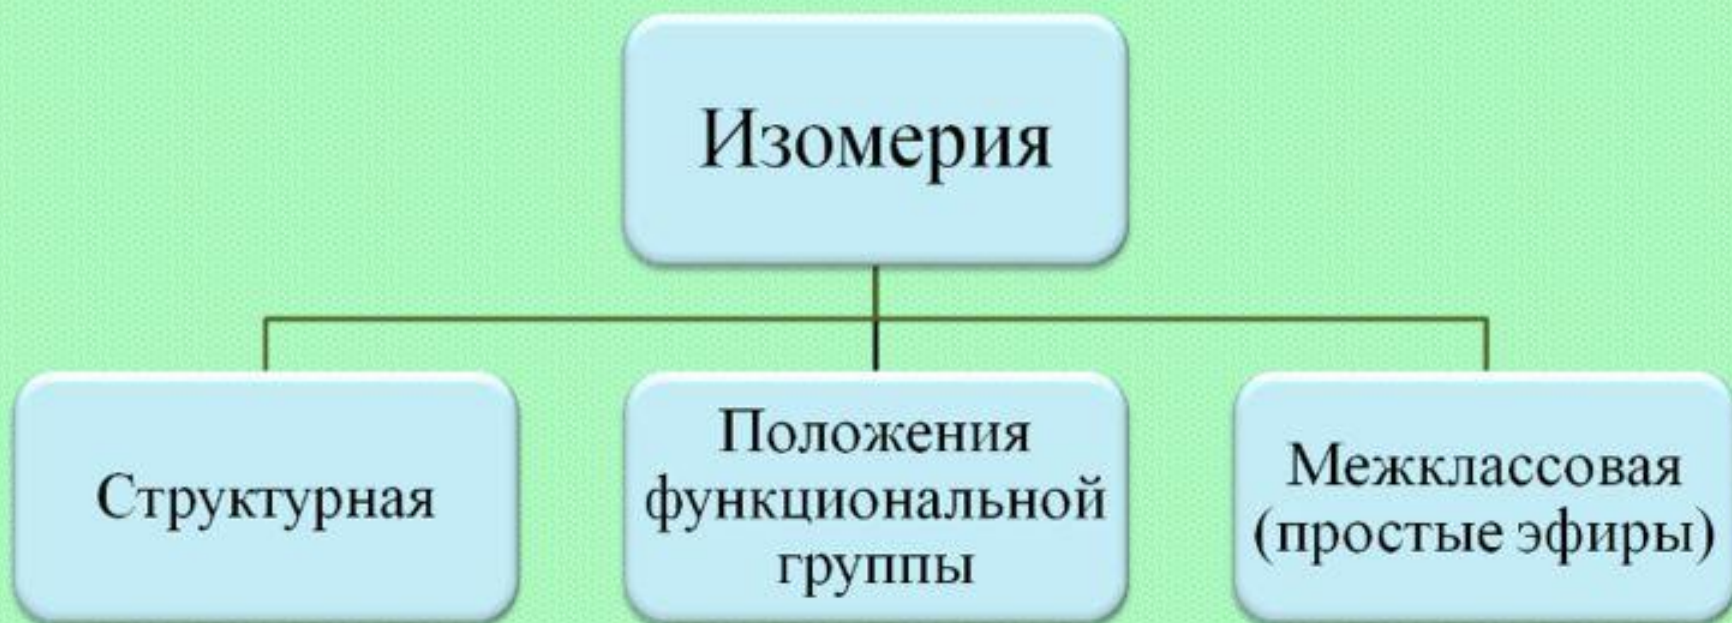 Изомерия
Структурная
Положения
функциональной
группы
Межклассовая
(простые эфиры)